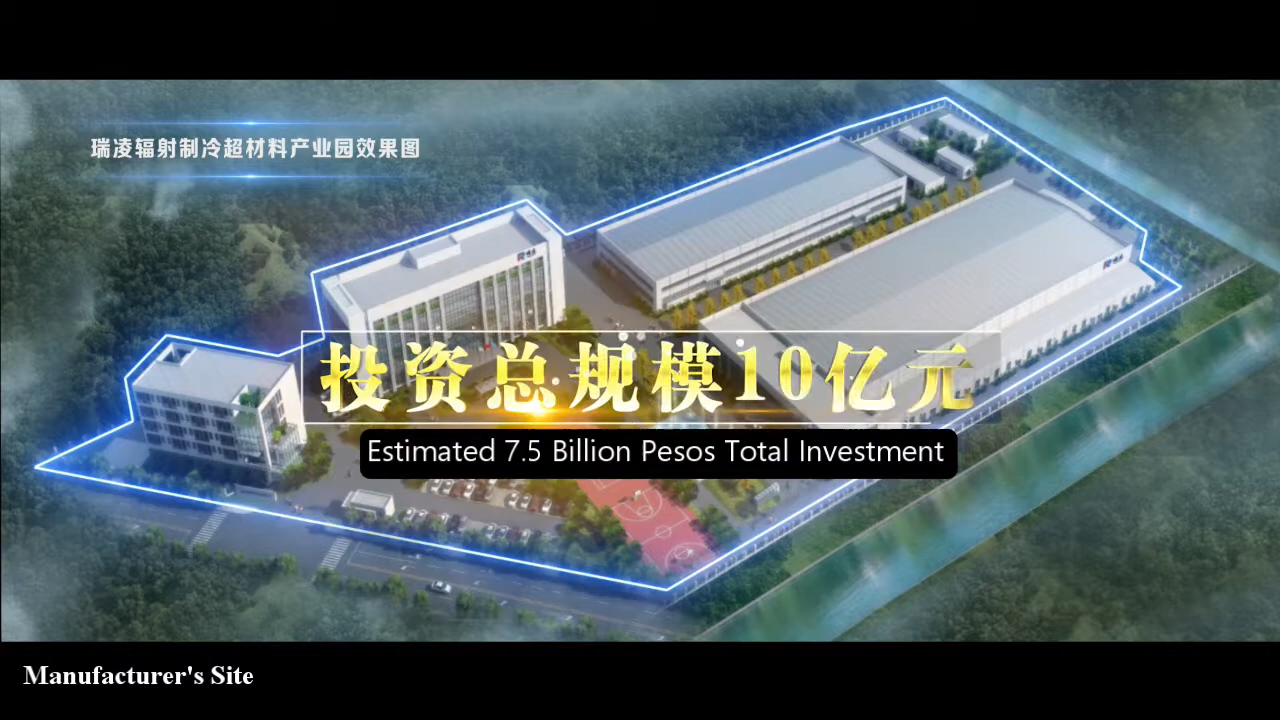 瑞凌辐射制冷超材料产业园效果图
投资总规模10亿元
Estimated 7.5 Billion Pesos Total Investment
Manufacturer's Site